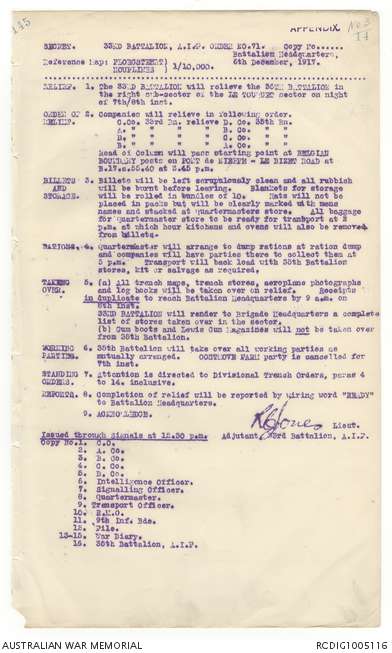 APPENDIX
SECRET. 33RD BATTALION, A.I.F. ORDER NO.71. Copy No......
Battalion Headquarters,
Reference Map: PLOEGSTEERT) 1/10,000. 6th December, 1917.
HOUPLINES )
RELIEF. 1. The 33RD BATTALION will relieve the 35TH BATTALION in
the right sub-sector of the LE TOUQUET sector on night
of 7th/8th inst.
ORDER OF 2. Companies will relieve in following order.
RELIEF. C.Co. 33rd Bn. relieve D. Co. 35th Bn.
A. " " " B. Co. " "
B. " " " C. Co. " "
D. " " " A. Co. " "
Head of Column will pass starting point at BELGIAN
BOUNDARY posts on PONT de NIEPPE - LE BIZET ROAD at
B.17.c.55.40 at 3.45 p.m.
BILLETS 3. Billets will be left scrupulously clean and all rubbish
AND will be burnt before leaving. Blankets for storage
STORAGE. will be rolled in bundles of 10. Hats will not be
placed in packs but will be clearly marked with mens
names and stacked at quartermasters store. All baggage
for Quartermaster store to be ready for transport at 2
p.m. at which hour kitchens and ovens will also be removed
from billets.
RATIONS. 4. Quartermaster will arrange to dump rations at ration dump
and companies will have parties there to collect them at
5 p.m. Transport will back load with 35th Battalion
stores, kit or salvage as required.
TAKING 5. (a) All trench maps, trench stores, aeroplane photographs
OVER. and log books will be taken over on relief. Receipts
in duplicate to reach Battalion Headquarters by 9 a.m. on
8th inst.
33RD BATTALION will render to Brigade Headquarters a complete
list of stores taken over in the sector.
(b) Gum boots and Lewis Gun Magazines will not be taken over
from 35th Battalion.
WORKING 6. 35th Battalion will take over all working parties as
PARTIES. mutually arranged. OOSTHOVE FARM party is cancelled for
7th inst.
STANDING 7. Attention is directed to Divisional Trench Orders, paras 4
ORDERS. to 14. inclusive.
REPORTS. 8. Completion of relief will be reported by wiring word "READY"
to Battalion Headquarters.
9. ACKNOWLEDGE.
Lieut.
Issued through Signals at 12.30 p.m. Adjutant 33rd Battalion, A.I.F.
Copy No.1. C.O.
2. A. Co.
3. B. Co.
4. C. Co.
5. D. Co.
6. Intelligence Officer.
7. Signalling Officer.
8. Quartermaster.
9. Transport Officer.
10. R.M.O.
11. 9th Inf. Bde.
12. File.
13-15. War Diary.
16. 35th Battalion, A.I.F.
AUSTRALIAN WAR MEMORIAL RCDIG1005116